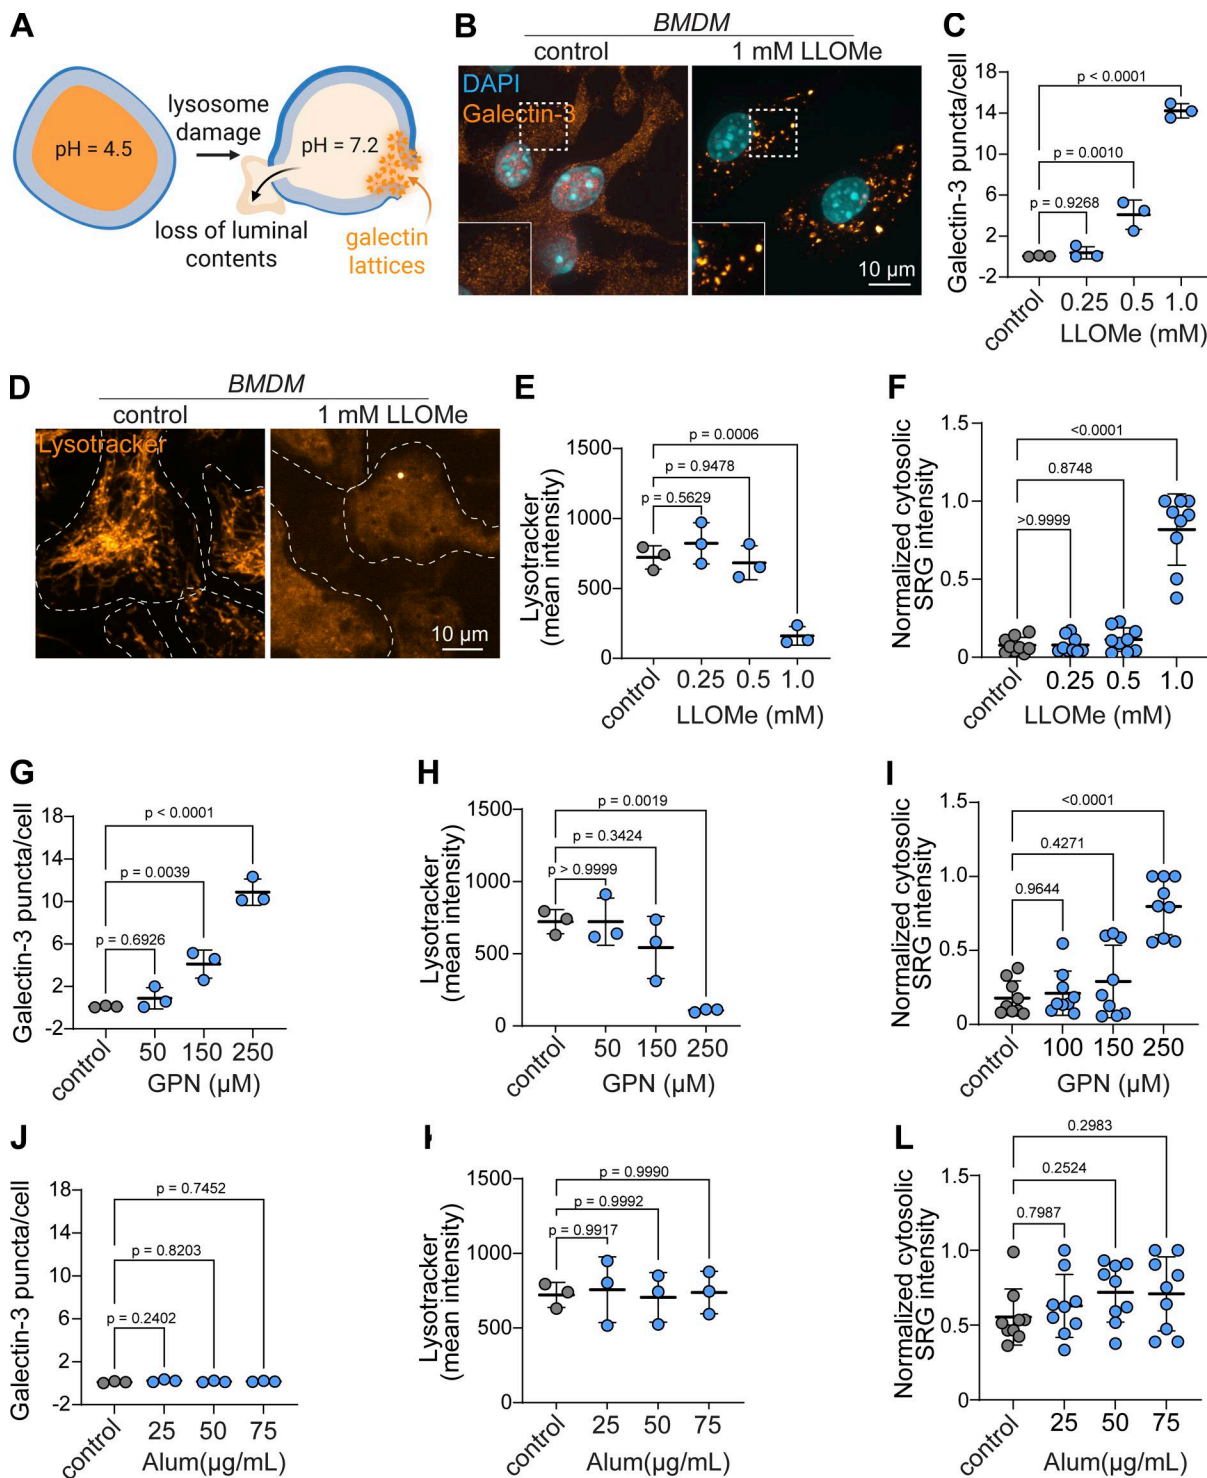 A
pH = 4.5
lysosome
damage
pH = 7.2
loss of luminal
contents
galectin
lattices
B
BMDM
control
1 mM LLOMe
DAPI
Galectin-3
10 µm
C
Galectin-3 puncta/cell
18
14
10
6
2
-2
p < 0.0001
p = 0.0010
p = 0.9268
control
0.25
0.5
1.0
LLOMe (mM)
D
BMDM
control
1 mM LLOMe
Lysotracker
10 µm
E
Lysotracker
(mean intensity)
1500
1000
500
0
p = 0.0006
p = 0.9478
p = 0.5629
control
0.25
0.5
1.0
LLOMe (mM)
F
Normalized cytosolic
SRG intensity
1.5
1.0
0.5
0
<0.0001
0.8748
>0.9999
control
0.25
0.5
1.0
LLOMe (mM)
G
Galectin-3 puncta/cell
18
14
10
6
2
-2
p < 0.0001
p = 0.0039
p = 0.6926
control
50
150
250
GPN (µM)
H
Lysotracker
(mean intensity)
1500
1000
500
0
p = 0.0019
p = 0.3424
p > 0.9999
control
50
150
250
GPN (µM)
I
Normalized cytosolic
SRG intensity
1.5
1.0
0.5
0
<0.0001
0.4271
0.9644
control
100
150
250
GPN (µM)
J
Galectin-3 puncta/cell
18
14
10
6
2
-2
p = 0.7452
p = 0.8203
p = 0.2402
control
25
50
75
Alum(µg/mL)
Lysotracker
(mean intensity)
1500
1000
500
0
p = 0.9990
p = 0.9992
p = 0.9917
control
25
50
75
Alum(µg/mL)
L
Normalized cytosolic
SRG intensity
1.5
1.0
0.5
0
0.2983
0.2524
0.7987
control
25
50
75
Alum(µg/mL)